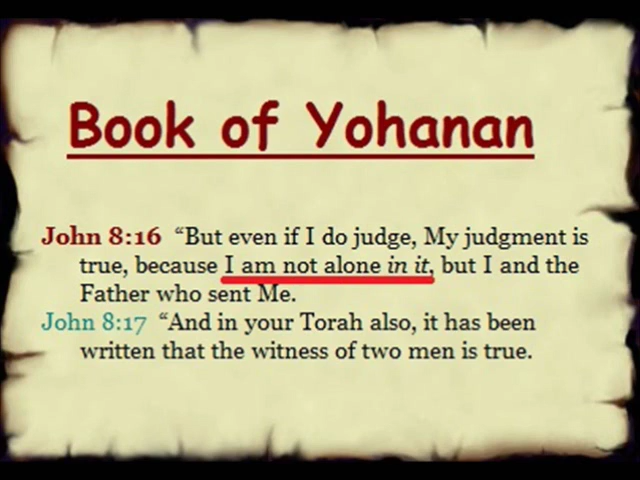 Book of Yohanan
John 8:16 “But even if I do judge, My judgment is
true, because I am not alone in it, but I and the
Father who sent Me.
John 8:17 “And in your Torah also, it has been
written that the witness of two men is true.